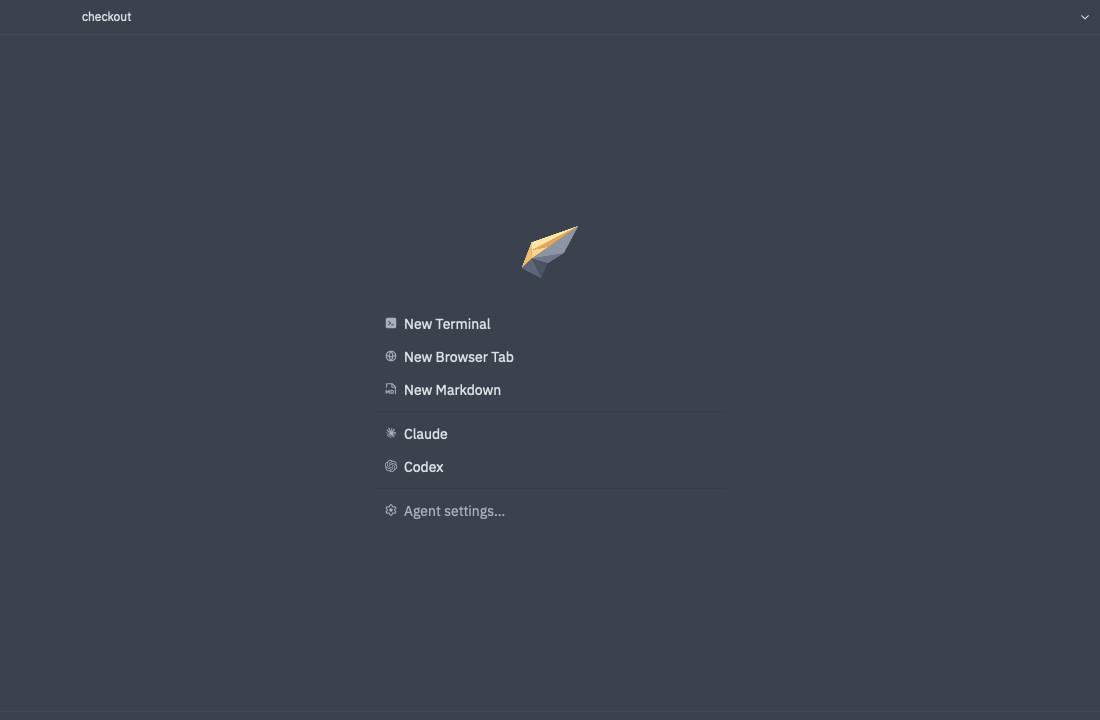 checkout
New Terminal
New Browser Tab
New Markdown
Claude
Codex
Agent settings...